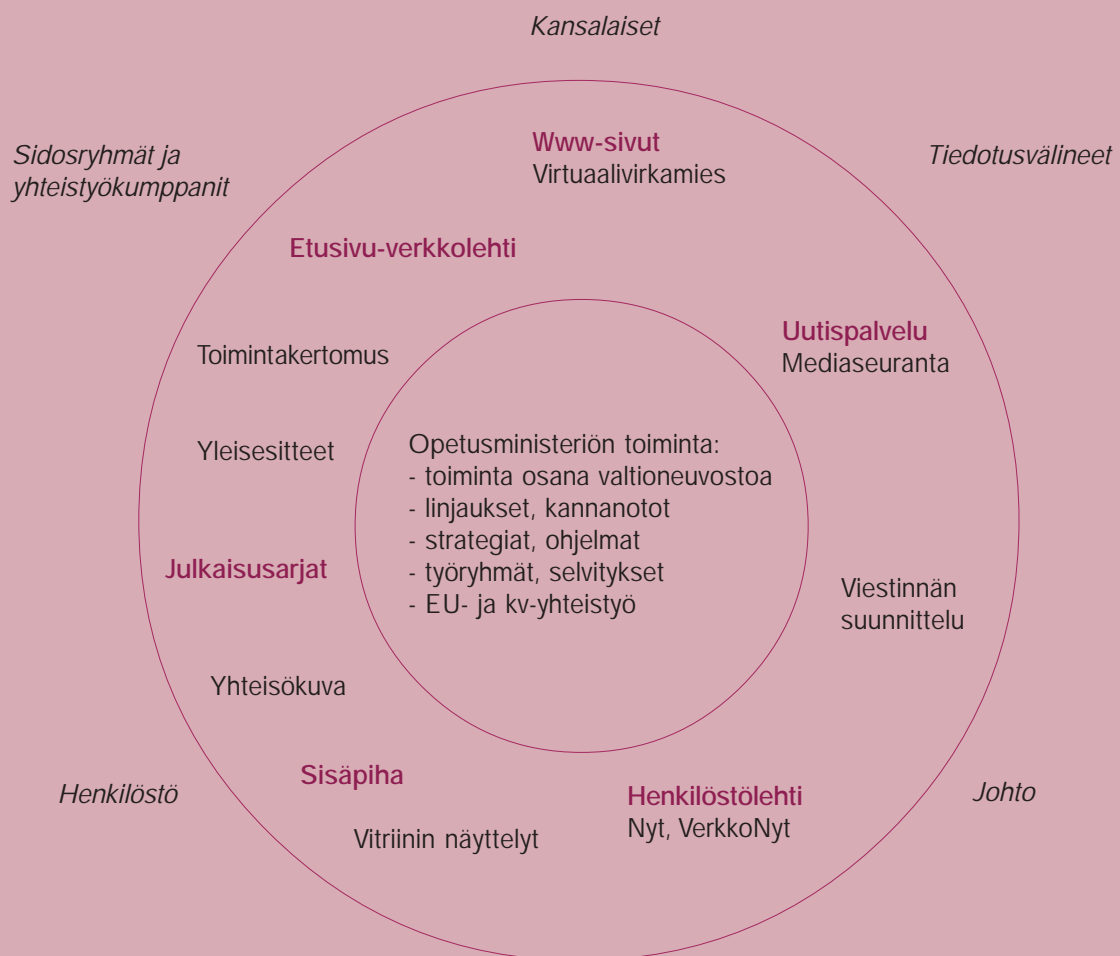 Kansalaiset
Sidosryhmät ja
yhteistyökumppanit
Www-sivut
Virtuaalivirkamies
Tiedotusvälineet
Etusivu-verkkolehti
Uutispalvelu
Mediaseuranta
Toimintakertomus
Yleisesitteet
Opetusministeriön toiminta:
- toiminta osana valtioneuvostoa
- linjaukset, kannanotot
- strategiat, ohjelmat
- työryhmät, selvitykset
- EU- ja kv-yhteistyö
Julkaisusarjat
Viestinnän
suunnittelu
Yhteisökuva
Sisäpiha
Vitriinin näyttelyt
Henkilöstölehti
Nyt, VerkkoNyt
Henkilöstö
Johto